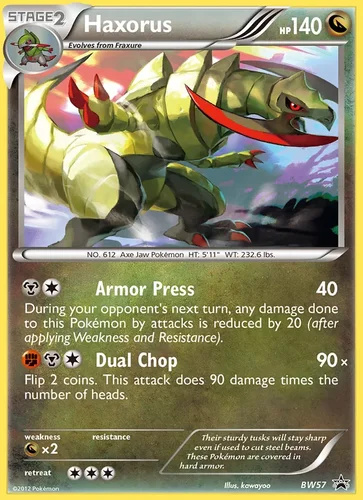 STAGE2
Haxorus
HP140
Evolves from Fraxure
NO. 612 Axe Jaw Pokémon HT: 5'11" WT: 232.6 lbs.
Armor Press 40
During your opponent's next turn, any damage done
to this Pokémon by attacks is reduced by 20 (after
applying Weakness and Resistance).
Dual Chop 90×
Flip 2 coins. This attack does 90 damage times the
number of heads.
weakness resistance
×2
retreat
Their sturdy tusks will stay sharp
even if used to cut steel beams.
These Pokémon are covered in
hard armor.
©2012 Pokémon
Illus. kawayoo
BW57
PROMO